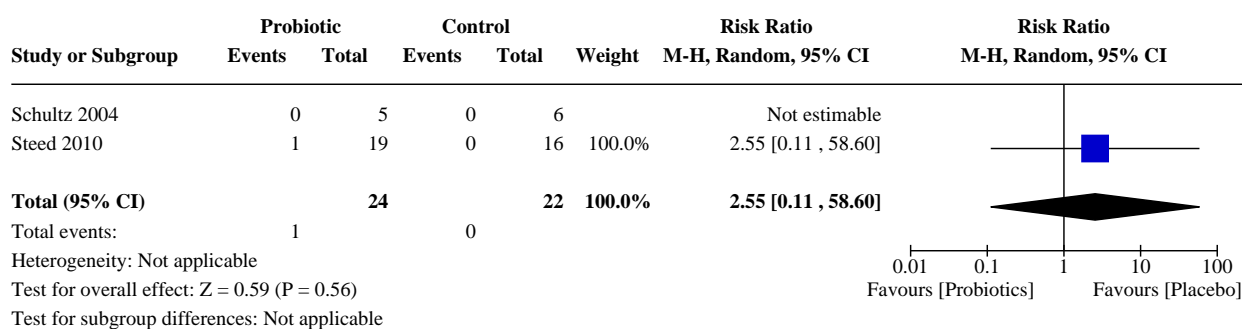 Probiotic Control Risk Ratio Risk Ratio
Study or Subgroup Events Total Events Total Weight M-H, Random, 95% CI M-H, Random, 95% CI
Schultz 2004 0 5 0 6 Not estimable
Steed 2010 1 19 0 16 100.0% 2.55 [0.11 , 58.60]
Total (95% CI) 24 22 100.0% 2.55 [0.11 , 58.60]
Total events: 1 0
Heterogeneity: Not applicable
0.01 0.1 1 10 100
Test for overall effect: Z = 0.59 (P = 0.56)
Favours [Probiotics] Favours [Placebo]
Test for subgroup differences: Not applicable